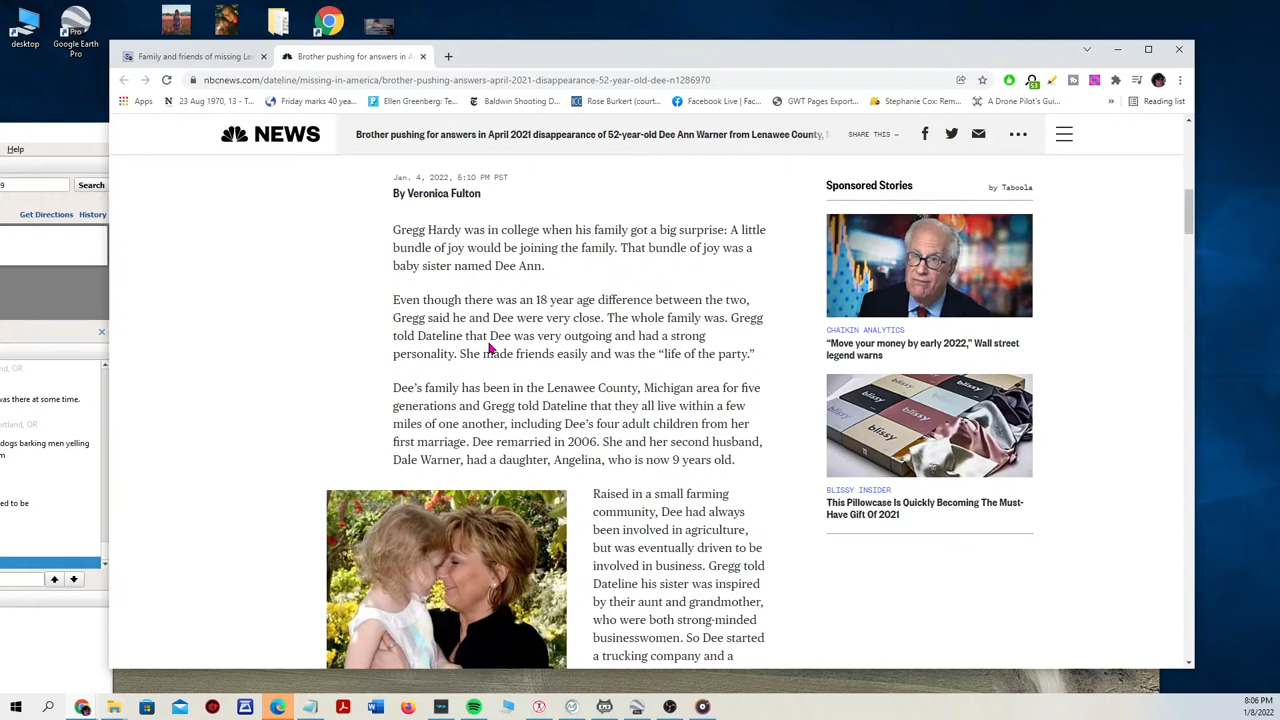 desktop
Google Earth
Pro
Pro
Family and friends of missing Le
Brother pushing for answers in A
nbcnews.com/dateline/missing-in-america/brother-pushing-answers-april-2021-disappearance-52-year-old-dee-n1286970
53
Apps
23 Aug 1970, 13 - T...
Friday marks 40 yea...
Ellen Greenberg: Te...
Baldwin Shooting D...
Rose Burkert (court...
Facebook Live | Fac...
GWT Pages Export...
Stephanie Cox: Rem...
A Drone Pilot's Gui...
»
Reading list
NEWS
Brother pushing for answers in April 2021 disappearance of 52-year-old Dee Ann Warner from Lenawee County,
SHARE THIS —
Help
9
Search
Get Directions
History
Jan. 4, 2022, 5:10 PM PST
By Veronica Fulton
Gregg Hardy was in college when his family got a big surprise: A little
bundle of joy would be joining the family. That bundle of joy was a
baby sister named Dee Ann.
Even though there was an 18 year age difference between the two,
Gregg said he and Dee were very close. The whole family was. Gregg
told Dateline that Dee was very outgoing and had a strong
personality. She made friends easily and was the “life of the party.”
Dee’s family has been in the Lenawee County, Michigan area for five
generations and Gregg told Dateline that they all live within a few
miles of one another, including Dee’s four adult children from her
first marriage. Dee remarried in 2006. She and her second husband,
Dale Warner, had a daughter, Angelina, who is now 9 years old.
Raised in a small farming
community, Dee had always
been involved in agriculture,
but was eventually driven to be
involved in business. Gregg told
Dateline his sister was inspired
by their aunt and grandmother,
who were both strong-minded
businesswomen. So Dee started
a trucking company and a
Sponsored Stories
by Taboola
CHAIKIN ANALYTICS
“Move your money by early 2022,” Wall street
legend warns
blissy
blissy
blissy
BLISSY INSIDER
This Pillowcase Is Quickly Becoming The Must-
Have Gift Of 2021
nd, OR
was there at some time.
ortland, OR
dogs barking men yelling
m
ed to be
8:06 PM
1/8/2022